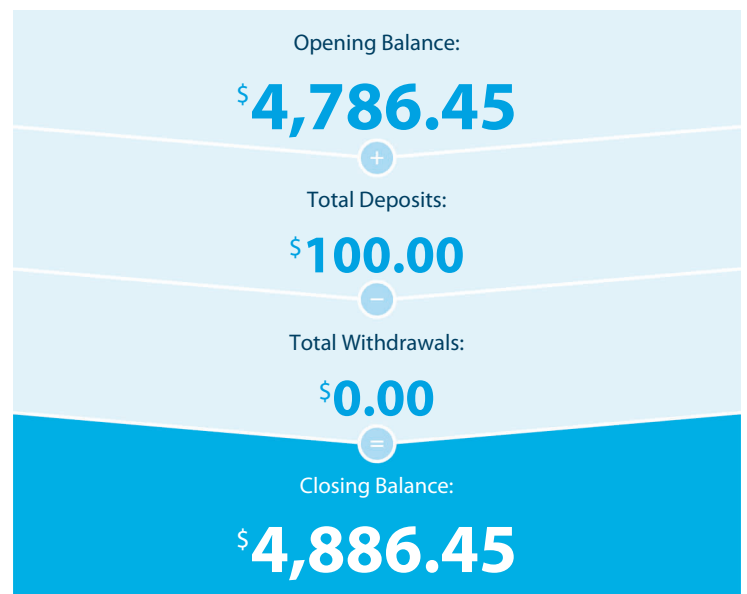 Opening Balance:
$4,786.45
+
Total Deposits:
$100.00
−
Total Withdrawals:
$0.00
=
Closing Balance:
$4,886.45